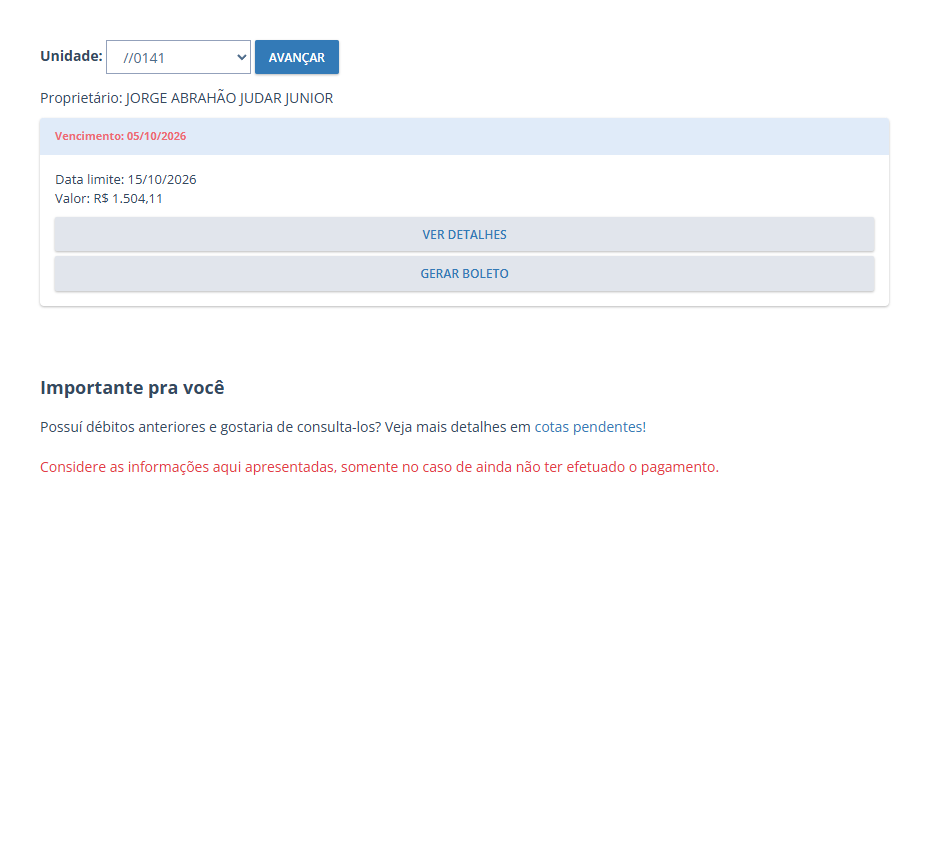 Unidade: //0141 AVANÇAR
Proprietário: JORGE ABRAHÃO JUDAR JUNIOR
Vencimento: 05/10/2026
Data limite: 15/10/2026
Valor: R$ 1.504,11
VER DETALHES
GERAR BOLETO
Importante pra você
Possuí débitos anteriores e gostaria de consulta-los? Veja mais detalhes em cotas pendentes!
Considere as informações aqui apresentadas, somente no caso de ainda não ter efetuado o pagamento.